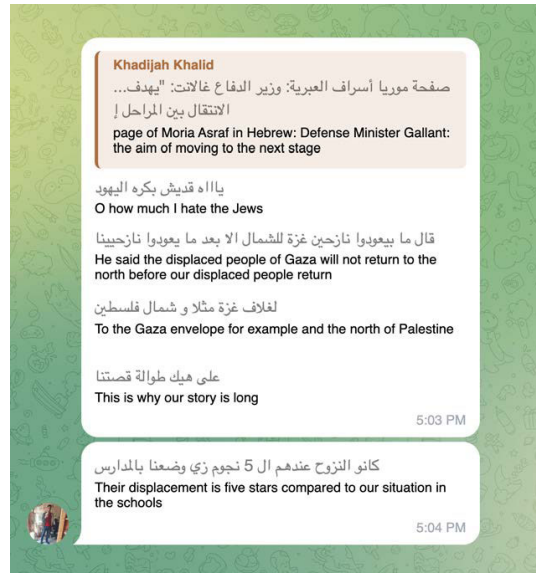 Khadijah Khalid
صفحة موريا أسراف العبرية: وزير الدفاع غالانت: "يهدف...
الانتقال بين المراحل إ
page of Moria Asraf in Hebrew: Defense Minister Gallant:
the aim of moving to the next stage
ياااه قديش بكره اليهود
O how much I hate the Jews
قال ما بيعودوا نازحين غزة للشمال الا بعد ما يعودوا نازحيينا
He said the displaced people of Gaza will not return to the
north before our displaced people return
لغلاف غزة مثلا و شمال فلسطين
To the Gaza envelope for example and the north of Palestine
على هيك طوالة قصتنا
This is why our story is long
5:03 PM
كانو النزوح عندهم ال 5 نجوم زي وضعنا بالمدارس
Their displacement is five stars compared to our situation in
the schools
5:04 PM